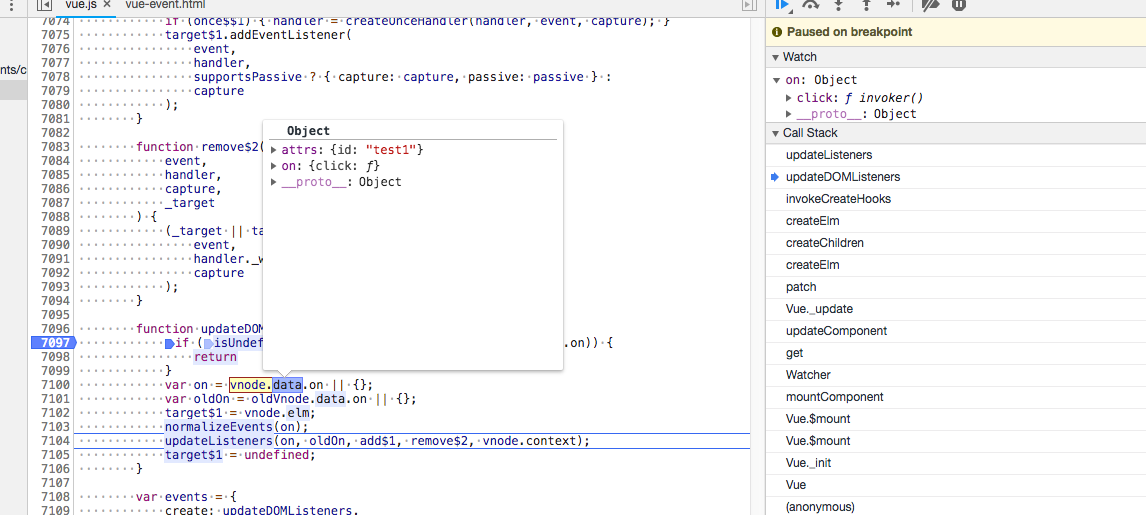 vue.js × vue-event.html
nts/c
7074 if (once$$1) { handler = createOnceHandler(handler, event, capture); }
7075 target$1.addEventListener(
7076 event,
7077 handler,
7078 supportsPassive ? { capture: capture, passive: passive } :
7079 capture
7080 );
7081 }
7082
7083 function remove$2(
7084 event,
7085 handler,
7086 capture,
7087 _target
7088 ) {
7089 (_target || ta
7090 event,
7091 handler._w
7092 capture
7093 );
7094 }
7095
7096 function updateDOM
7097 if (isUndef .on)) {
7098 return
7099 }
7100 var on = vnode.data.on || {};
7101 var oldOn = oldVnode.data.on || {};
7102 target$1 = vnode.elm;
7103 normalizeEvents(on);
7104 updateListeners(on, oldOn, add$1, remove$2, vnode.context);
7105 target$1 = undefined;
7106 }
7107
7108 var events = {
7109 create: updateDOMListeners,
Object
attrs: {id: "test1"}
on: {click: ƒ}
__proto__: Object
Paused on breakpoint
Watch
on: Object
click: ƒ invoker()
__proto__: Object
Call Stack
updateListeners
updateDOMListeners
invokeCreateHooks
createElm
createChildren
createElm
patch
Vue._update
updateComponent
get
Watcher
mountComponent
Vue.$mount
Vue.$mount
Vue._init
Vue
(anonymous)